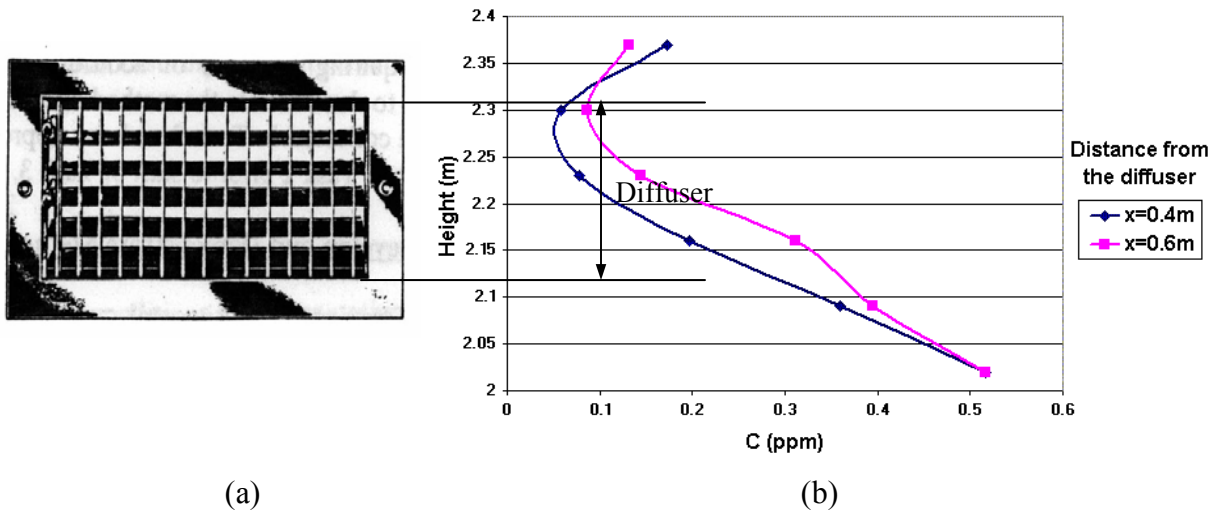 2.4
2.35
2.3
2.25
2.2
2.15
2.1
2.05
2
Height (m)
Diffuser
0
0.1
0.2
0.3
0.4
0.5
0.6
C (ppm)
Distance from
the diffuser
x=0.4m
x=0.6m
(a)
(b)